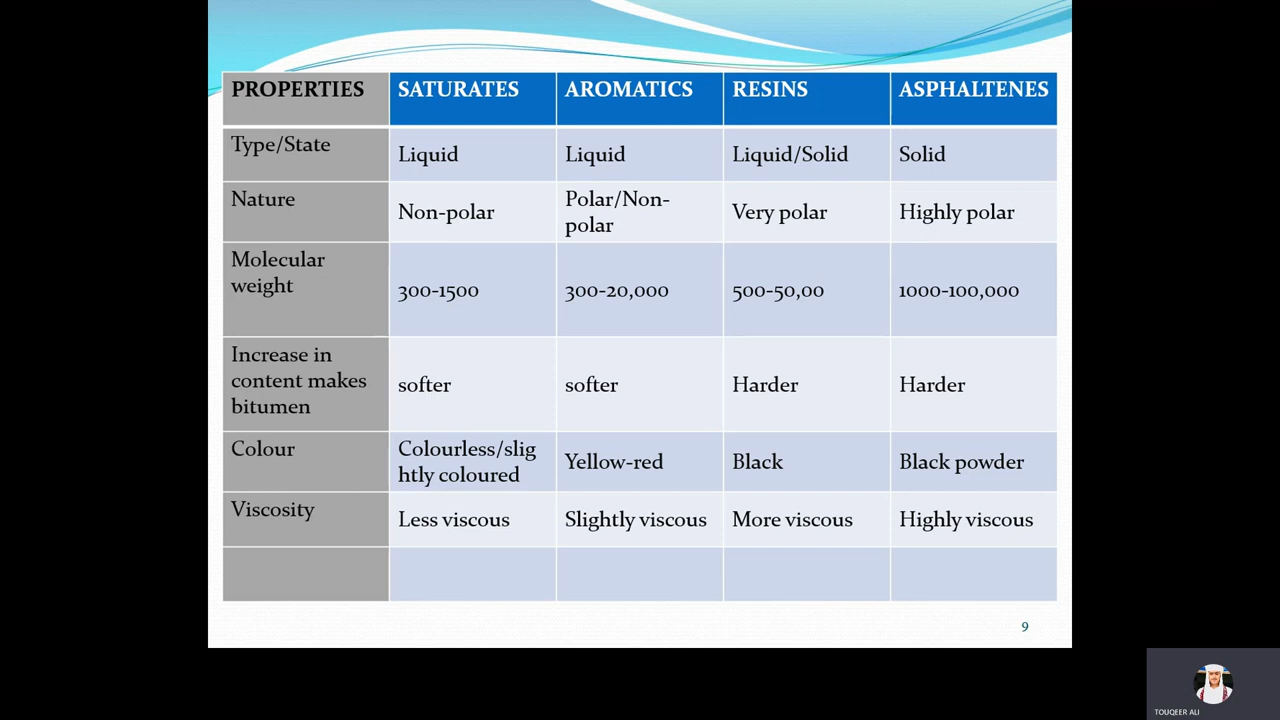 PROPERTIES SATURATES AROMATICS RESINS ASPHALTENES
Type/State Liquid Liquid Liquid/Solid Solid
Nature Non-polar Polar/Non-
polar Very polar Highly polar
Molecular
weight 300-1500 300-20,000 500-50,00 1000-100,000
Increase in
content makes
bitumen softer softer Harder Harder
Colour Colourless/slig
htly coloured Yellow-red Black Black powder
Viscosity Less viscous Slightly viscous More viscous Highly viscous
9
TOUQEER ALI